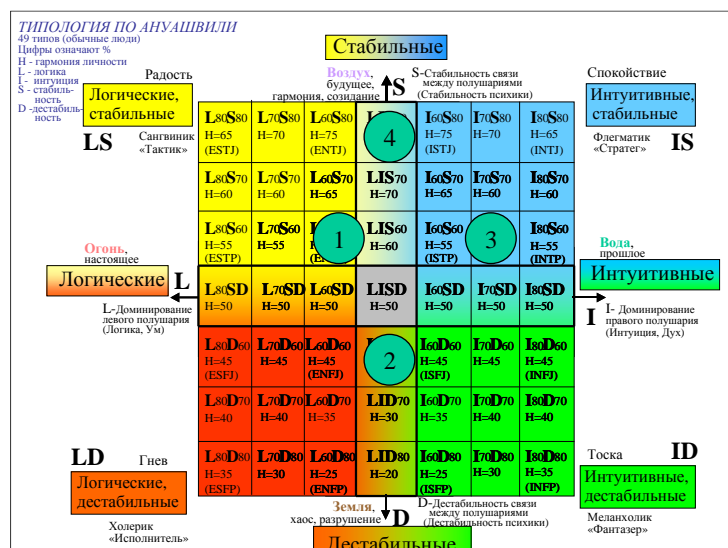 ТИПОЛОГИЯ ПО АНУАШВИЛИ
49 типов (обычные люди)
Цифры означают %
H - гармония личности
L - логика
I - интуиция
S - стабиль-
ность
D -дестабиль-
ность
Стабильные
Воздух,
будущее,
гармония, созидание
S
S-Стабильность связи
между полушариями
(Стабильность психики)
Радость
Логические,
стабильные
LS
Сангвиник
«Тактик»
Спокойствие
Интуитивные,
стабильные
Флегматик
«Стратег»
IS
L80S80 L70S80 L60S80 I60S80 I70S80 I80S80
H=65 H=70 H=75 H=75 H=70 H=65
(ESTJ) (ENTJ) (ISTJ) (INTJ)
4
L80S70 L70S70 L60S70 LIS70 I60S70 I70S70 I80S70
H=60 H=60 H=65 H=70 H=65 H=60 H=60
L80S60 L70S60 LIS60 I60S60 I80S60
H=55 H=55 H=60 H=55 H=55
(ESTP) (ISTP) (INTP)
1
3
Огонь,
настоящее
Логические
L
L-Доминирование
левого полушария
(Логика, Ум)
Вода,
прошлое
Интуитивные
I
I- Доминирование
правого полушария
(Интуиция, Дух)
L80SD L70SD L60SD LISD I60SD I70SD I80SD
H=50 H=50 H=50 H=50 H=50 H=50 H=50
L80D60 L70D60 L60D60 I60D60 I70D60 I80D60
H=45 H=45 H=45 H=45 H=45 H=45
(ESFJ) (ENFJ) (ISFJ) (INFJ)
2
L80D70 L70D70 L60D70 LID70 I60D70 I70D70 I80D70
H=40 H=40 H=35 H=30 H=35 H=40 H=40
L80D80 L70D80 L60D80 LID80 I60D80 I70D80 I80D80
H=35 H=30 H=25 H=20 H=25 H=30 H=35
(ESFP) (ENFP) (ISFP) (INFP)
LD
Гнев
Логические,
дестабильные
Холерик
«Исполнитель»
Тоска
ID
Интуитивные,
дестабильные
Меланхолик
«Фантазер»
Земля,
хаос, разрушение
D
D-Дестабильность связи
между полушариями
(Дестабильность психики)
Дестабильные